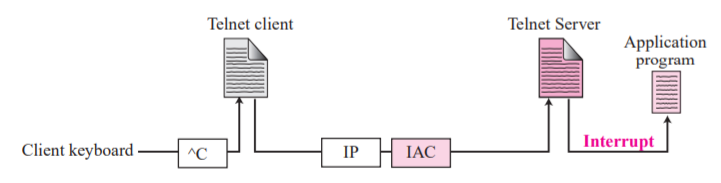 Telnet client
Telnet Server
Application
program
Client keyboard
^C
IP
IAC
Interrupt